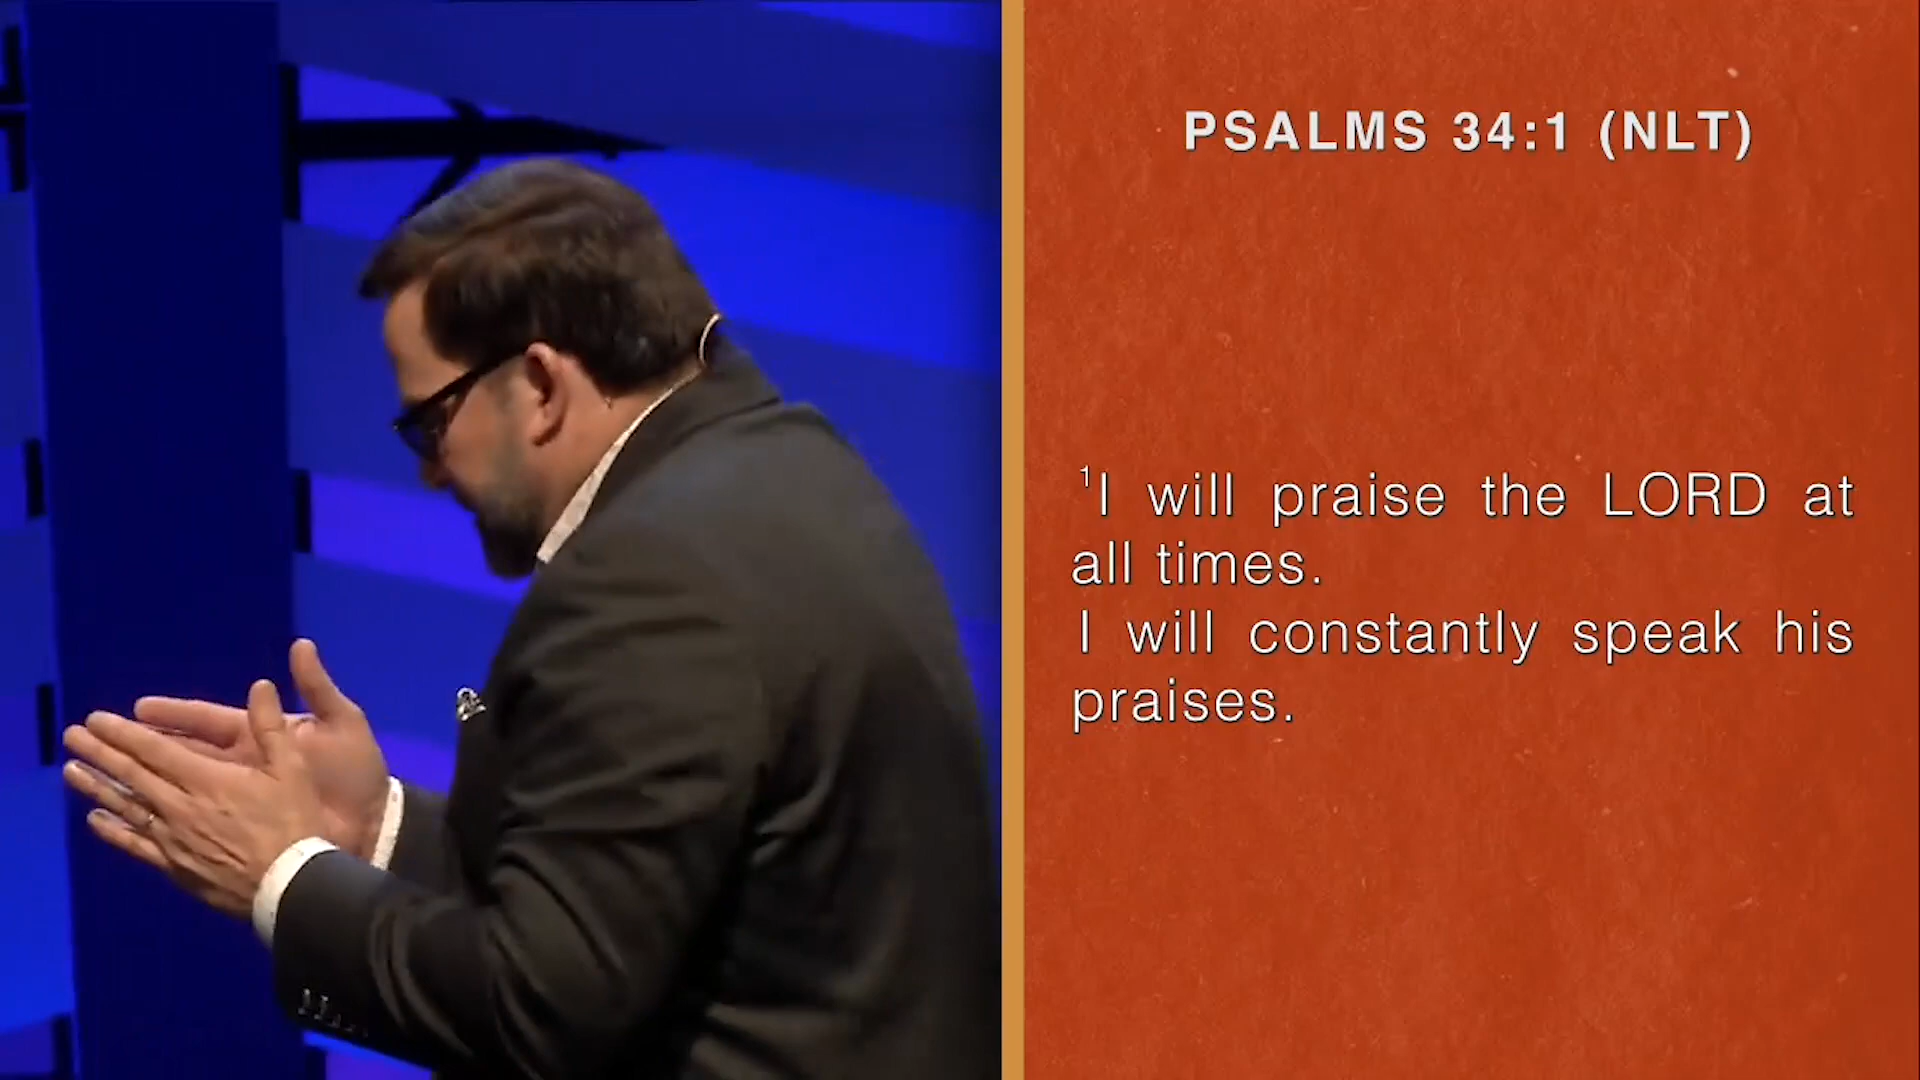 PSALMS 34:1 (NLT)
¹I will praise the LORD at
all times.
I will constantly speak his
praises.